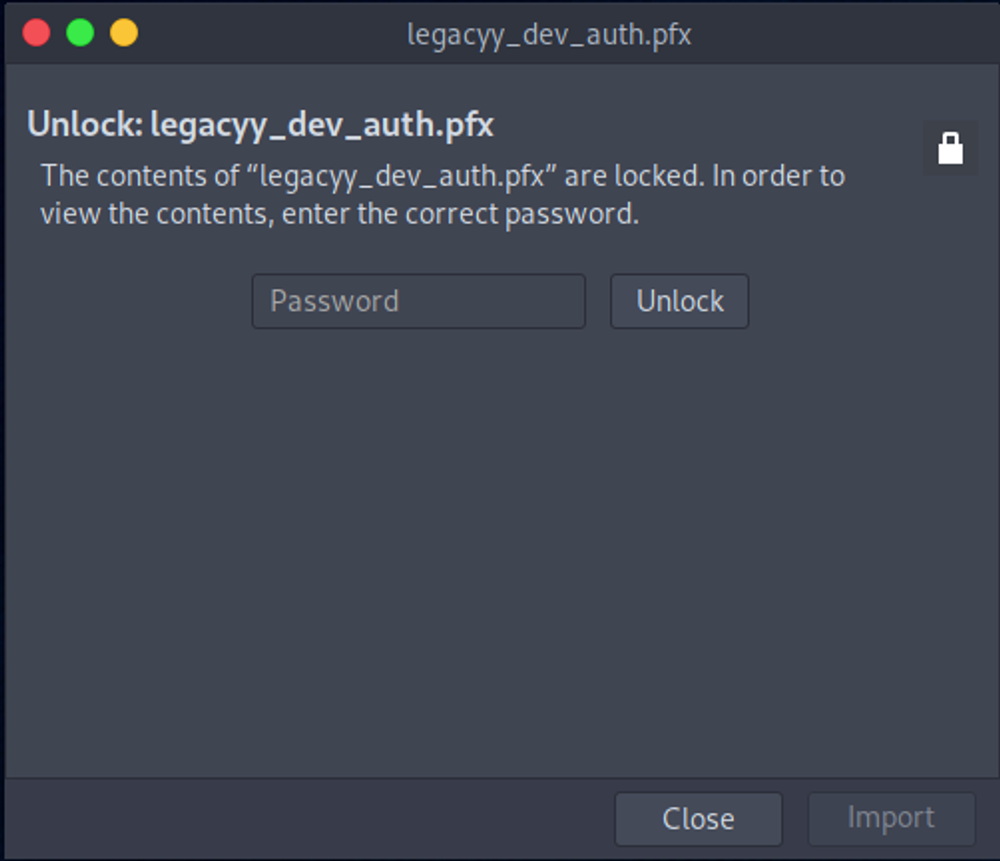 legacyy_dev_auth.pfx
Unlock: legacyy_dev_auth.pfx
The contents of “legacyy_dev_auth.pfx” are locked. In order to
view the contents, enter the correct password.
Password
Unlock
Close
Import